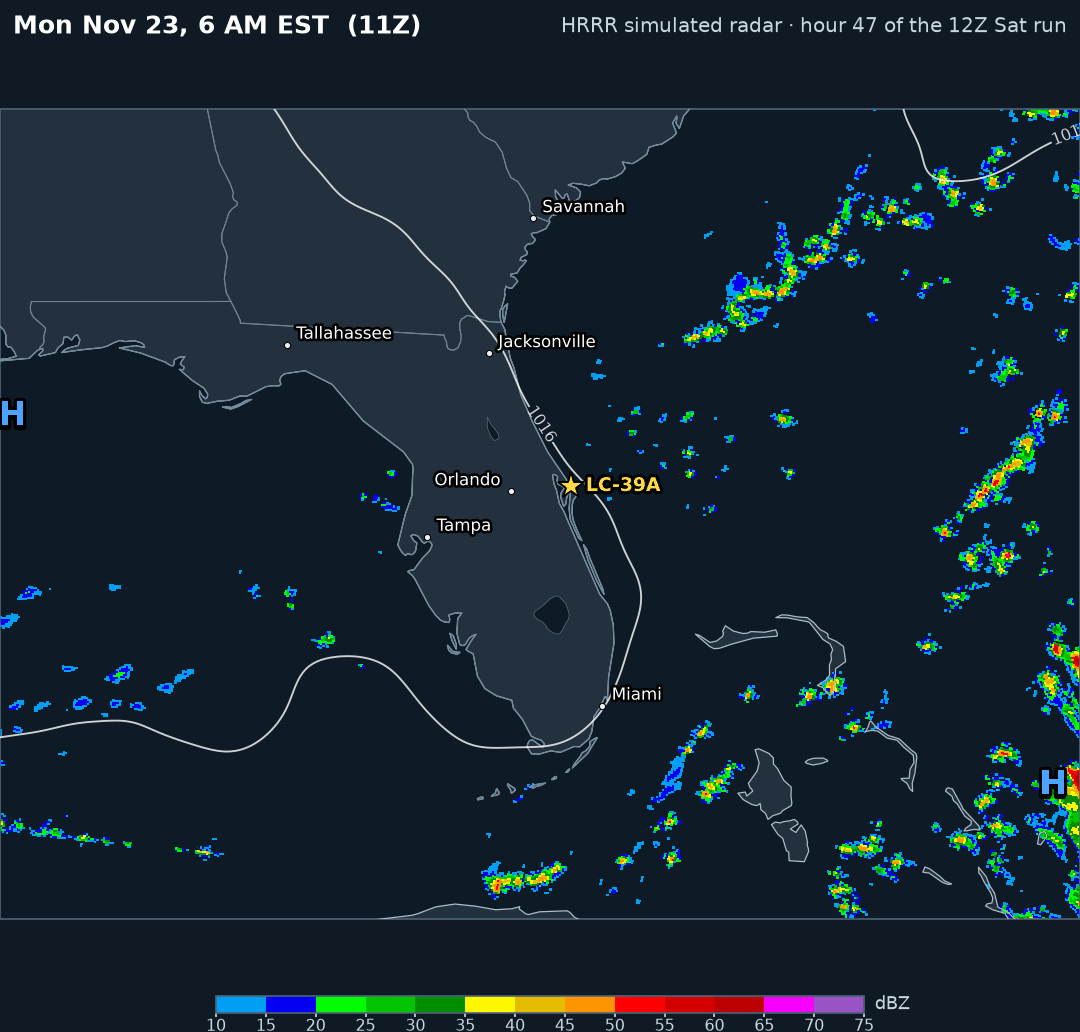 Mon Nov 23, 6 AM EST (11Z)
HRRR simulated radar · hour 47 of the 12Z Sat run
Savannah
Tallahassee
Jacksonville
H
1016
Orlando
LC-39A
Tampa
Miami
H
dBZ
10 15 20 25 30 35 40 45 50 55 60 65 70 75